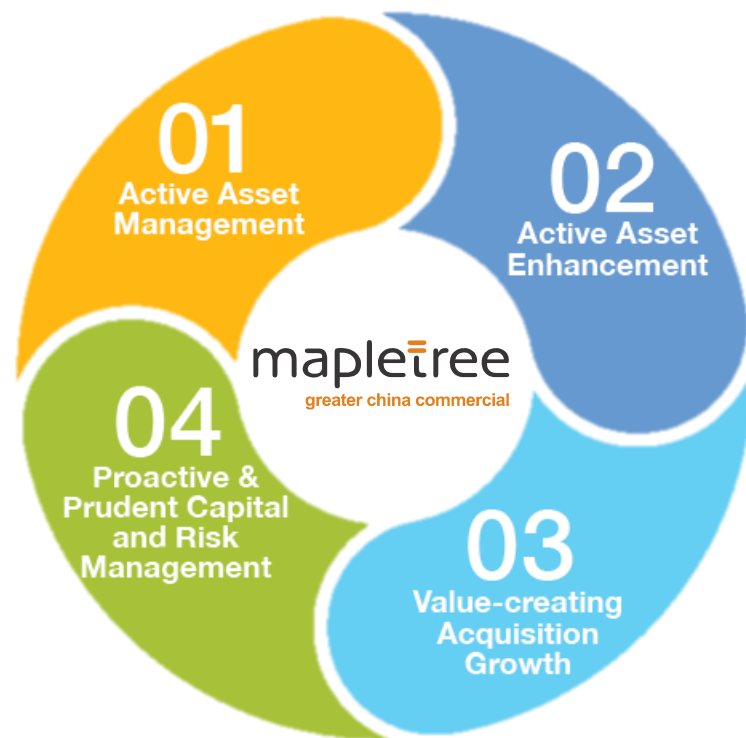 01
Active Asset
Management
02
Active Asset
Enhancement
mapletree
greater china commercial
04
Proactive &
Prudent Capital
and Risk
Management
03
Value-creating
Acquisition
Growth